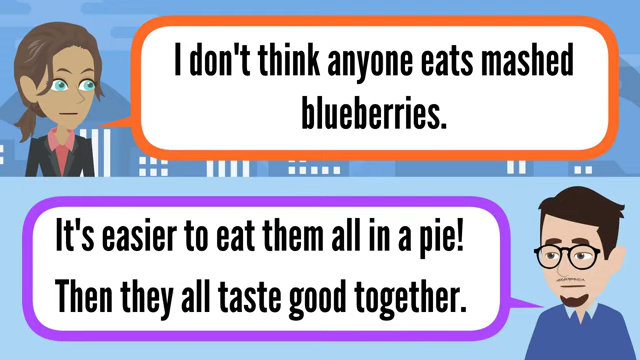 I don't think anyone eats mashed
blueberries.
It's easier to eat them all in a pie!
Then they all taste good together.